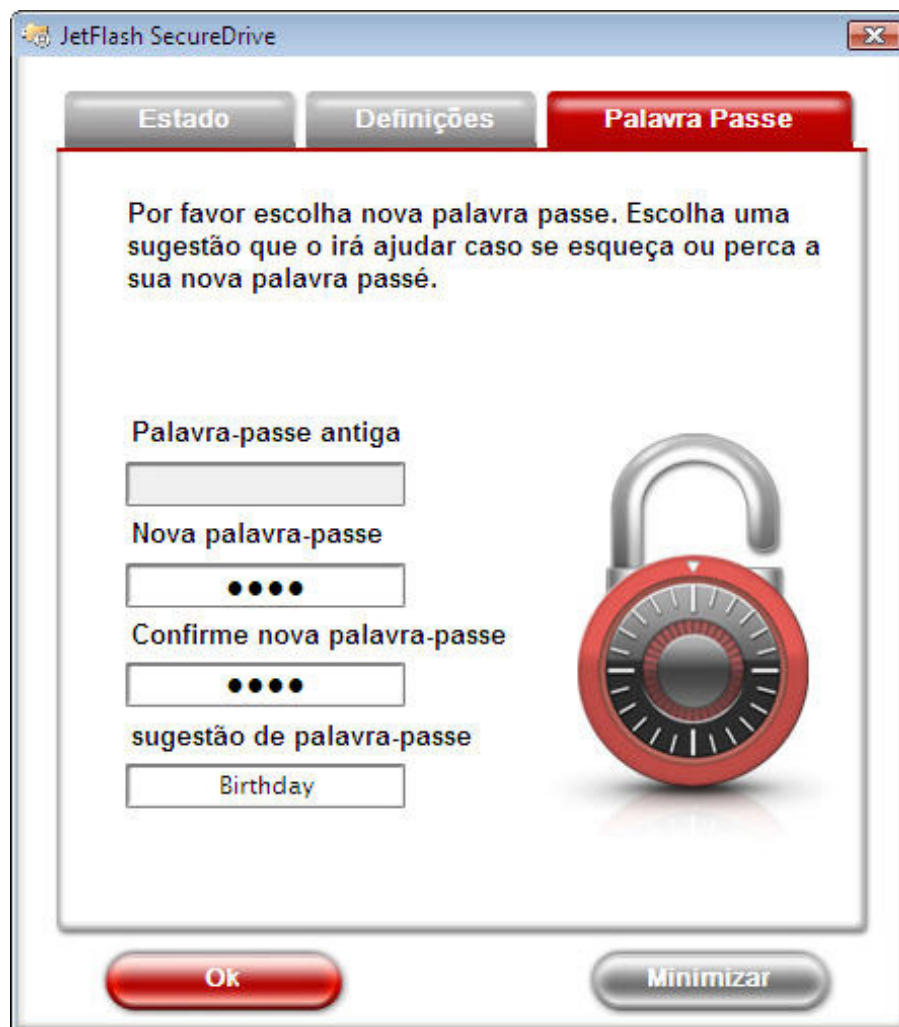 JetFlash SecureDrive
Estado
Definições
Palavra Passe
Por favor escolha nova palavra passe. Escolha uma
sugestão que o irá ajudar caso se esqueça ou perca a
sua nova palavra passé.
Palavra-passe antiga
Nova palavra-passe
●●●●
Confirme nova palavra-passe
●●●●
sugestão de palavra-passe
Birthday
Ok
Minimizar